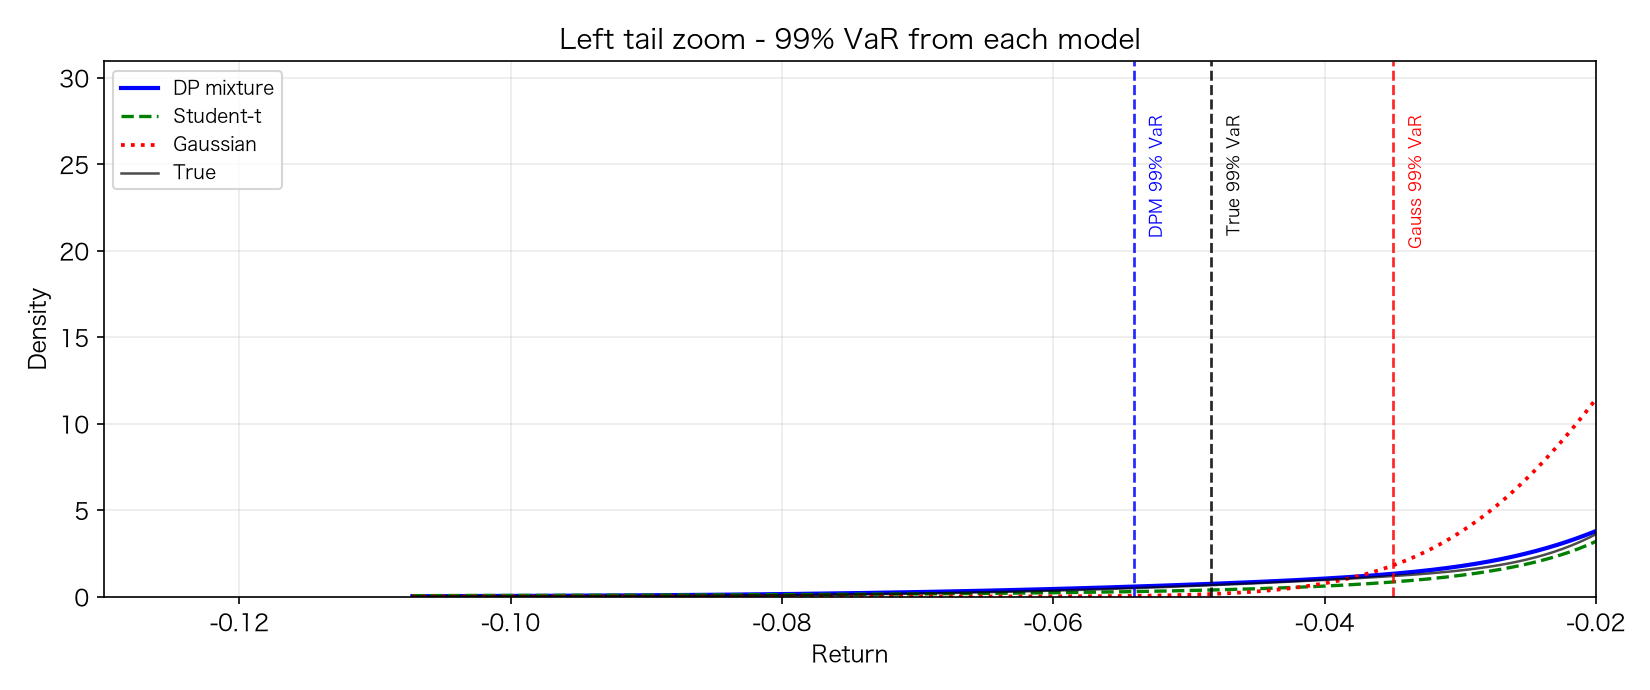 Left tail zoom - 99% VaR from each model
DP mixture
Student-t
Gaussian
True
DPM 99% VaR
True 99% VaR
Gauss 99% VaR
Density
30
25
20
15
10
5
0
-0.12
-0.10
-0.08
-0.06
-0.04
-0.02
Return